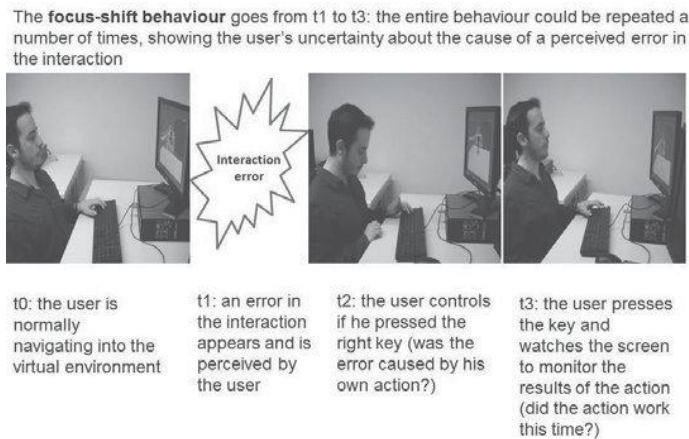 The focus-shift behaviour goes from t1 to t3: the entire behaviour could be repeated a
number of times, showing the user's uncertainty about the cause of a perceived error in
the interaction
Interaction
error
t0: the user is
normally
navigating into the
virtual environment
t1: an error in
the interaction
appears and is
perceived by
the user
t2: the user controls
if he pressed the
right key (was the
error caused by his
own action?)
t3: the user presses
the key and
watches the screen
to monitor the
results of the action
(did the action work
this time?)